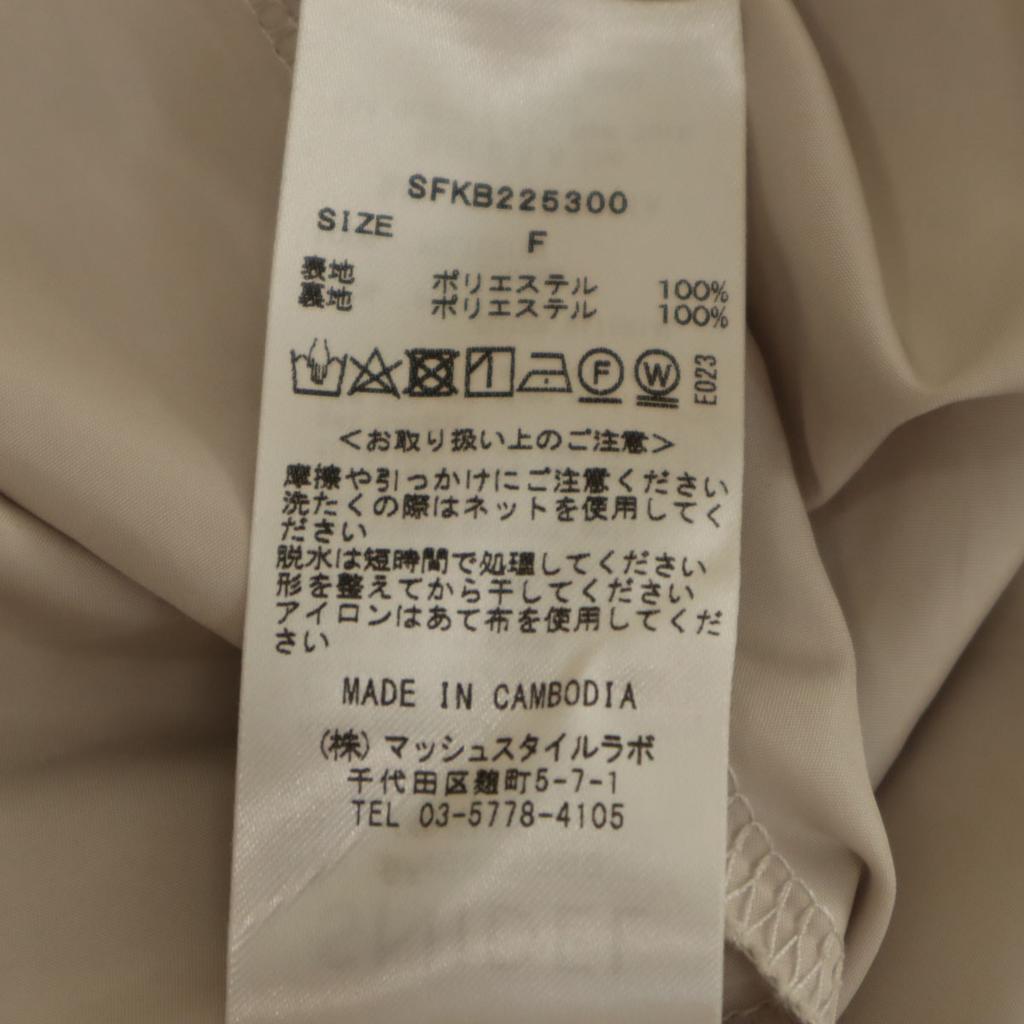 SFKB225300
SIZE F
表地 ポリエステル 100%
裏地 ポリエステル 100%
F W E023
＜お取り扱い上のご注意＞
摩擦や引っかけにご注意ください
洗たくの際はネットを使用してく
ださい
脱水は短時間で処理してください
形を整えてから干してください
アイロンはあて布を使用してくだ
さい
MADE IN CAMBODIA
(株)マッシュスタイルラボ
千代田区麹町5-7-1
TEL 03-5778-4105